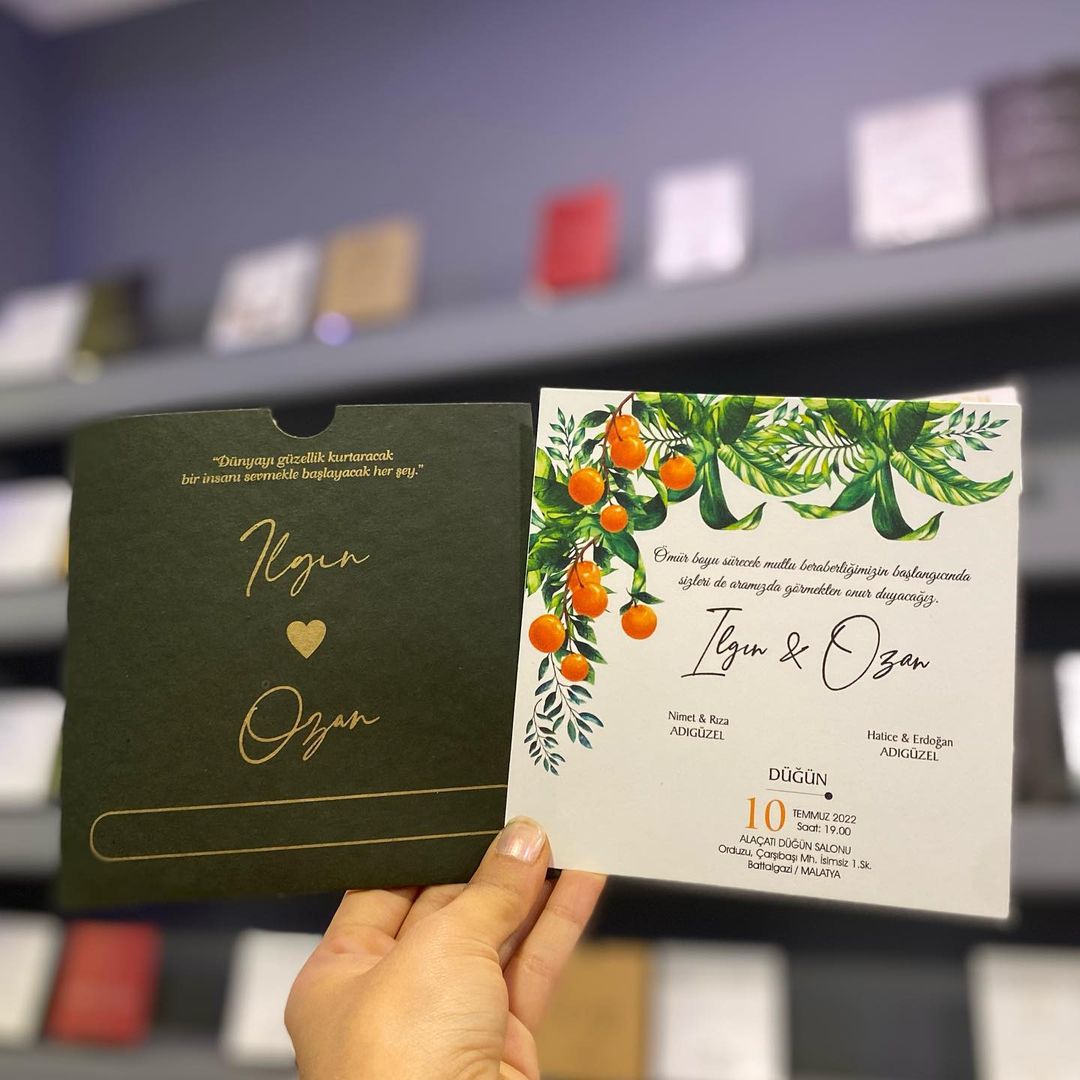 “Dünyayı güzellik kurtaracak
bir insanı sevmekle başlayacak her şey.”
Ilgın
Ozan
Ömür boyu sürecek mutlu beraberliğimizin başlangıcında
sizleri de aramızda görmekten onur duyacağız.
Ilgın & Ozan
Nimet & Rıza
ADIGÜZEL
Hatice & Erdoğan
ADIGÜZEL
DÜĞÜN
10 TEMMUZ 2022
Saat: 19.00
ALAÇATI DÜĞÜN SALONU
Orduzu, Çarşıbaşı Mh. İsimsiz 1.Sk.
Battalgazi / MALATYA